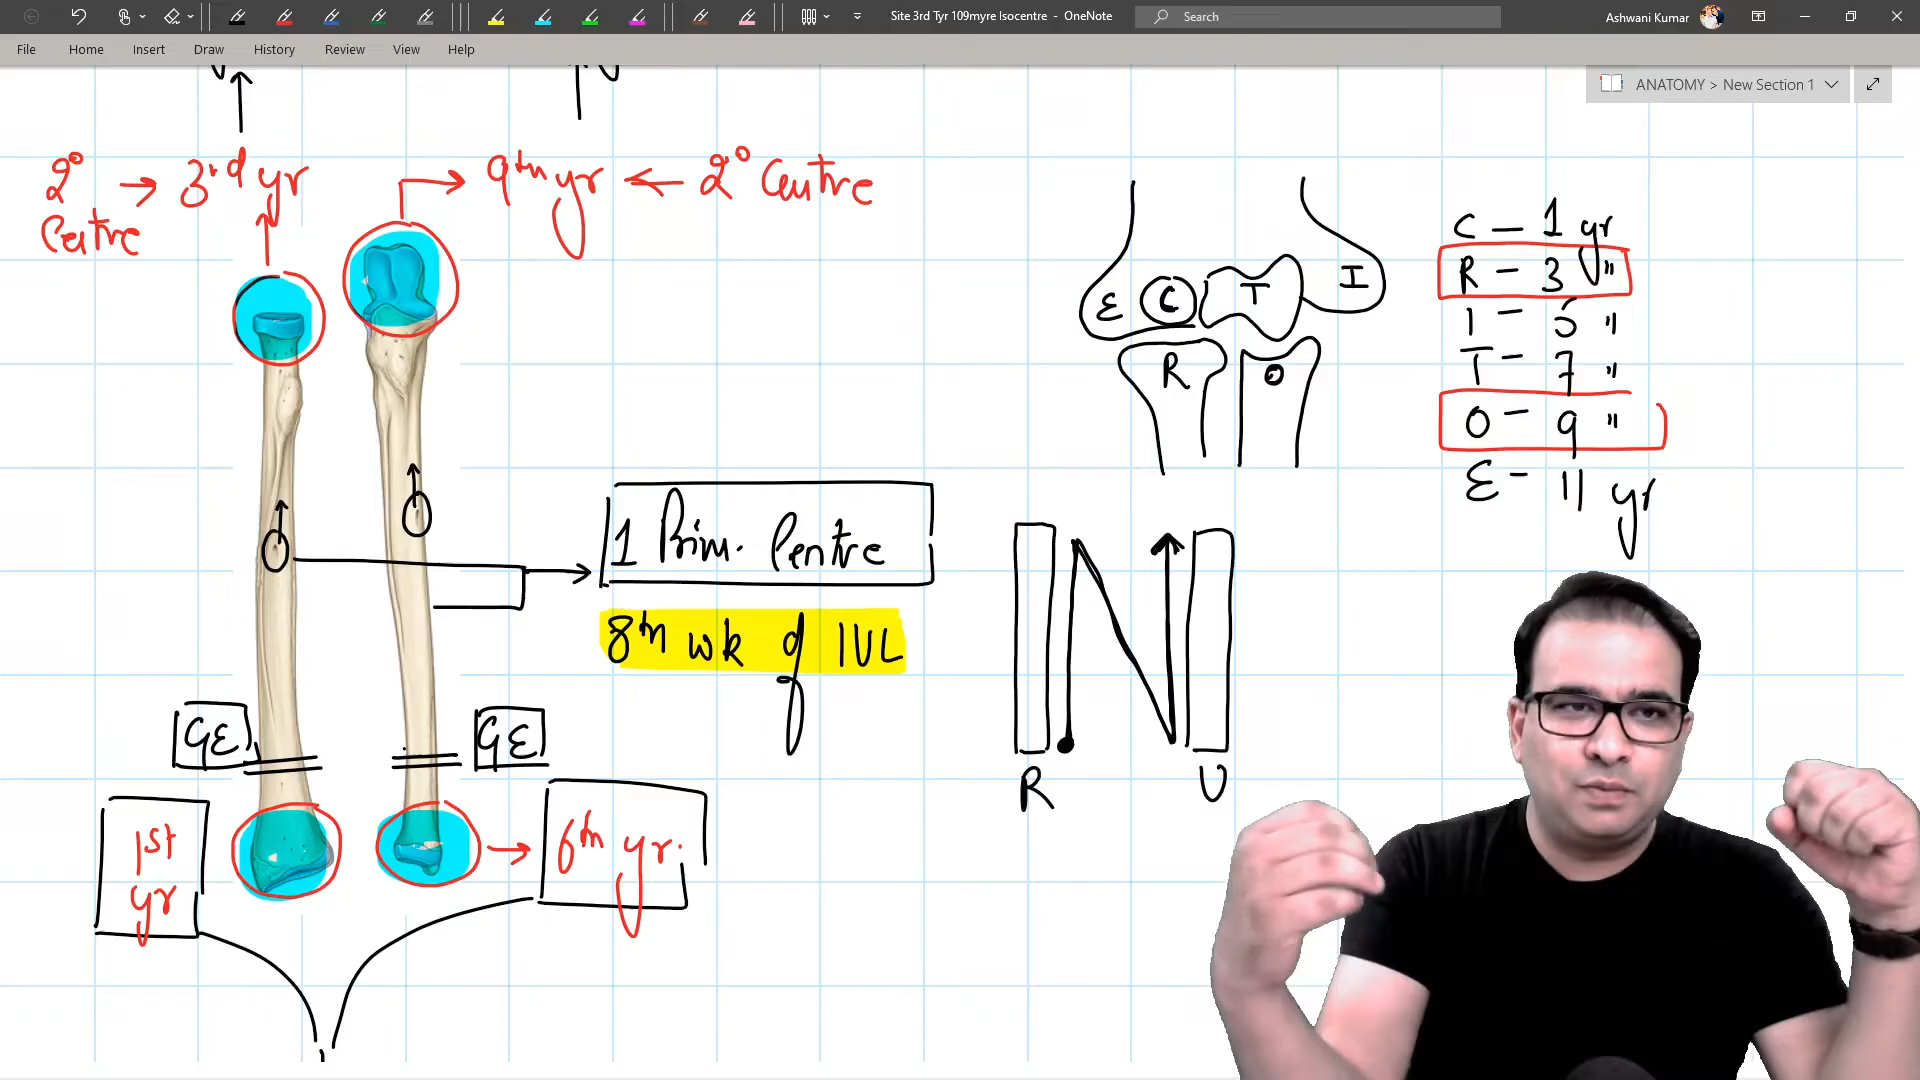 Site 3rd Tyr 109myre Isocentre - OneNote
Search
Ashwani Kumar
File Home Insert Draw History Review View Help
ANATOMY > New Section 1
2° Centre → 3rd yr
9th yr ← 2° Centre
1 Prim. Centre
8th wk of IUL
GE
GE
1st yr
6th yr.
E C T I
R O
C – 1 yr
R – 3 "
I – 5 "
T – 7 "
O – 9 "
E – 11 yr
N
R U